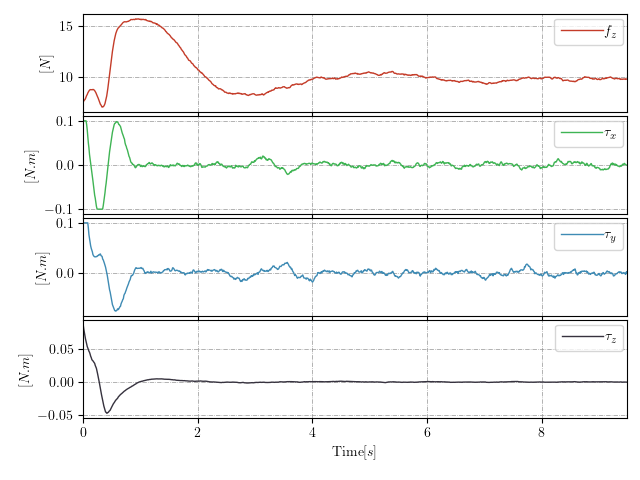 15
10
[N]
f_z
0.1
0.0
−0.1
[N.m]
τ_x
0.1
0.0
[N.m]
τ_y
0.05
0.00
−0.05
[N.m]
τ_z
0 2 4 6 8
Time[s]